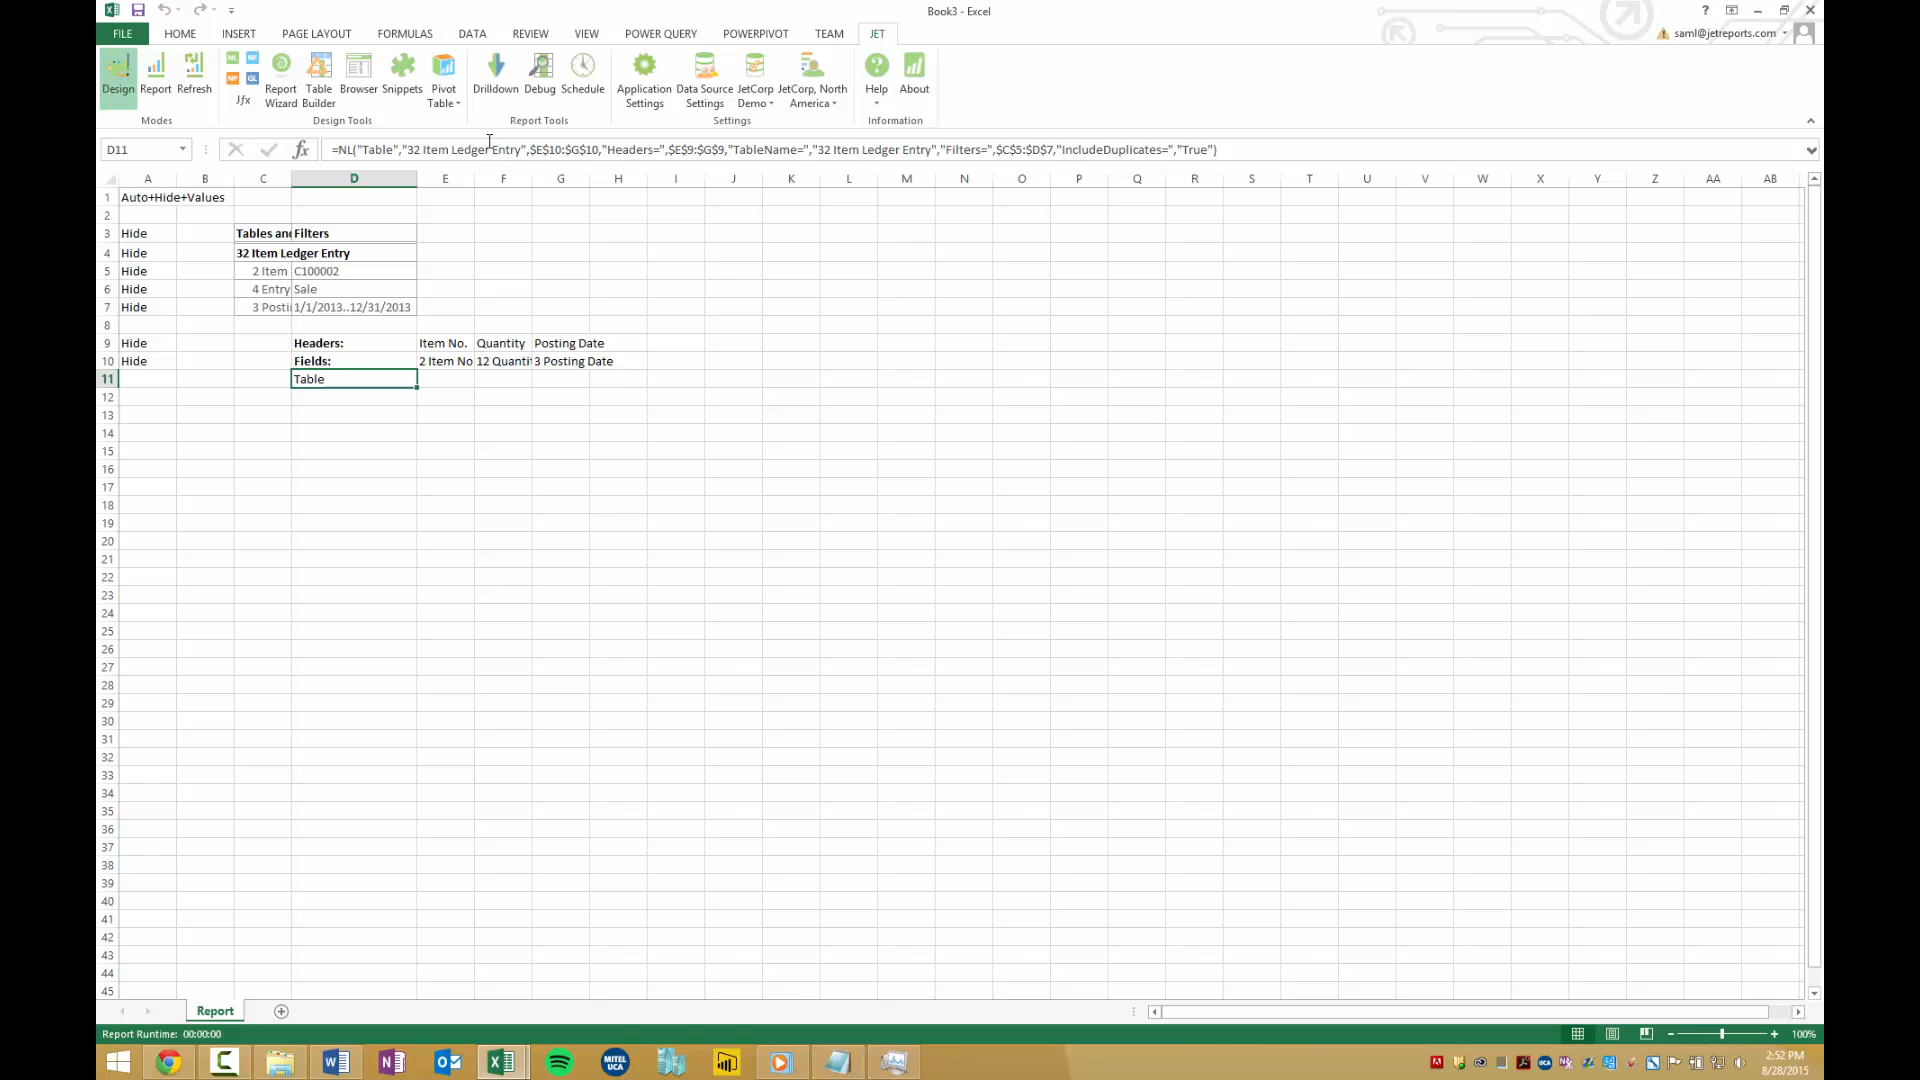 Book3 - Excel
FILE HOME INSERT PAGE LAYOUT FORMULAS DATA REVIEW VIEW POWER QUERY POWERPIVOT TEAM JET
saml@jetreports.com
Design Report Refresh
NL NF NP GL Jfx
Report Wizard
Table Builder
Browser Snippets
Pivot Table
Drilldown Debug Schedule
Application Settings
Data Source Settings
JetCorp Demo
JetCorp, North America
Help About
Modes Design Tools Report Tools Settings Information
D11
fx =NL("Table","32 Item Ledger Entry",$E$10:$G$10,"Headers=",$E$9:$G$9,"TableName=","32 Item Ledger Entry","Filters=",$C$5:$D$7,"IncludeDuplicates=","True")
A B C D E F G H I J K L M N O P Q R S T U V W X Y Z AA AB
1 Auto+Hide+Values
2
3 Hide Tables and Filters
4 Hide 32 Item Ledger Entry
5 Hide 2 Item C100002
6 Hide 4 Entry Sale
7 Hide 3 Posti 1/1/2013..12/31/2013
8
9 Hide Headers: Item No. Quantity Posting Date
10 Hide Fields: 2 Item No 12 Quanti 3 Posting Date
11 Table
12
13
14
15
16
17
18
19
20
21
22
23
24
25
26
27
28
29
30
31
32
33
34
35
36
37
38
39
40
41
42
43
44
45
Report
Report Runtime: 00:00:00
100%
MITEL
UCA
2:52 PM
8/28/2015